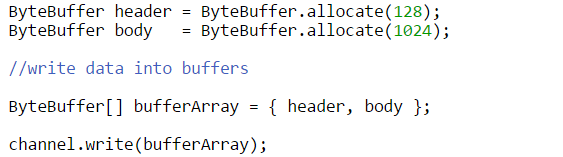 ByteBuffer header = ByteBuffer.allocate(128);
ByteBuffer body   = ByteBuffer.allocate(1024);
//write data into buffers
ByteBuffer[] bufferArray = { header, body };
channel.write(bufferArray);